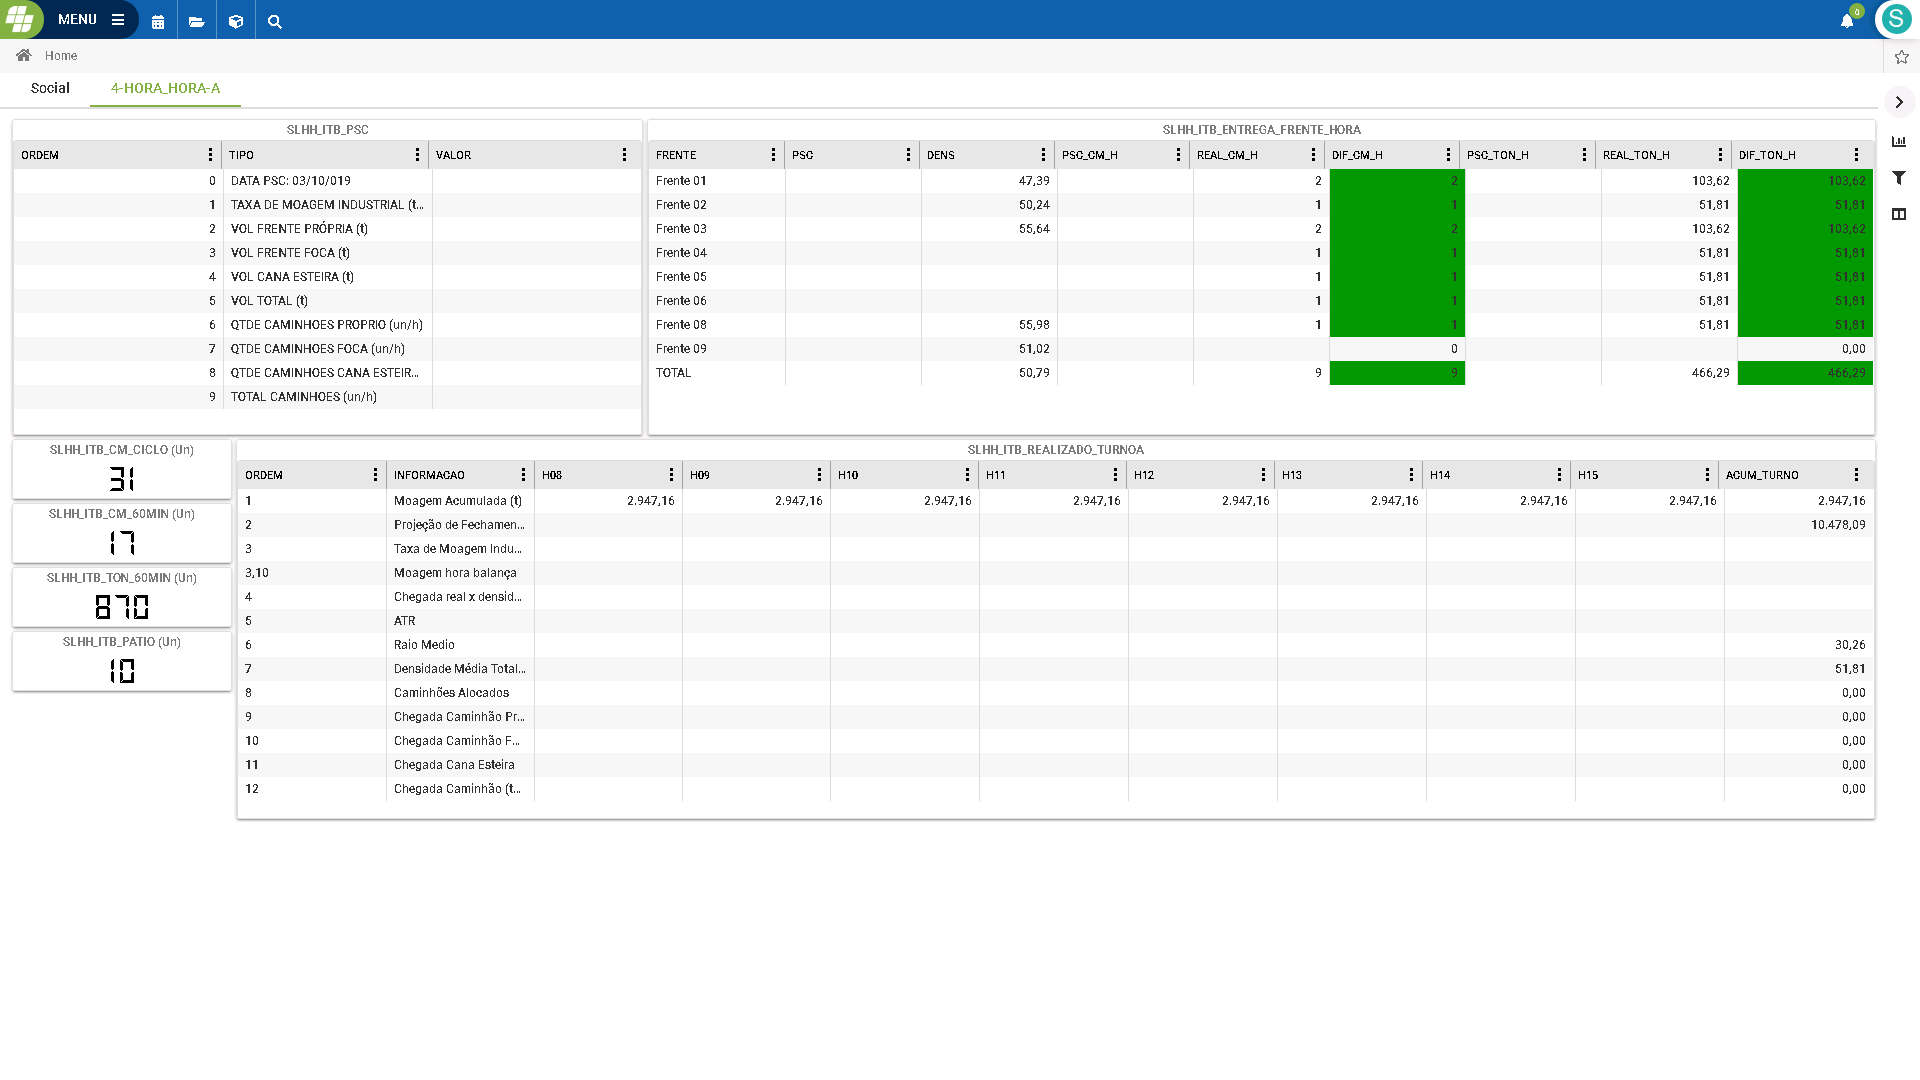 MENU
0
S
Home
Social 4-HORA_HORA-A
SLHH_ITB_PSC
ORDEM TIPO VALOR
0 DATA PSC: 03/10/019
1 TAXA DE MOAGEM INDUSTRIAL (t...
2 VOL FRENTE PRÓPRIA (t)
3 VOL FRENTE FOCA (t)
4 VOL CANA ESTEIRA (t)
5 VOL TOTAL (t)
6 QTDE CAMINHOES PROPRIO (un/h)
7 QTDE CAMINHOES FOCA (un/h)
8 QTDE CAMINHOES CANA ESTEIR...
9 TOTAL CAMINHOES (un/h)
SLHH_ITB_ENTREGA_FRENTE_HORA
FRENTE PSC DENS PSC_CM_H REAL_CM_H DIF_CM_H PSC_TON_H REAL_TON_H DIF_TON_H
Frente 01 47,39 2 2 103,62 103,62
Frente 02 50,24 1 1 51,81 51,81
Frente 03 55,64 2 2 103,62 103,62
Frente 04 1 1 51,81 51,81
Frente 05 1 1 51,81 51,81
Frente 06 1 1 51,81 51,81
Frente 08 55,98 1 1 51,81 51,81
Frente 09 51,02 0 0,00
TOTAL 50,79 9 9 466,29 466,29
SLHH_ITB_CM_CICLO (Un)
31
SLHH_ITB_CM_60MIN (Un)
17
SLHH_ITB_TON_60MIN (Un)
870
SLHH_ITB_PATIO (Un)
10
SLHH_ITB_REALIZADO_TURNOA
ORDEM INFORMACAO H08 H09 H10 H11 H12 H13 H14 H15 ACUM_TURNO
1 Moagem Acumulada (t) 2.947,16 2.947,16 2.947,16 2.947,16 2.947,16 2.947,16 2.947,16 2.947,16 2.947,16
2 Projeção de Fechamen... 10.478,09
3 Taxa de Moagem Indu...
3,10 Moagem hora balança
4 Chegada real x densid...
5 ATR
6 Raio Medio 30,26
7 Densidade Média Total... 51,81
8 Caminhões Alocados 0,00
9 Chegada Caminhão Pr... 0,00
10 Chegada Caminhão F... 0,00
11 Chegada Cana Esteira 0,00
12 Chegada Caminhão (t... 0,00